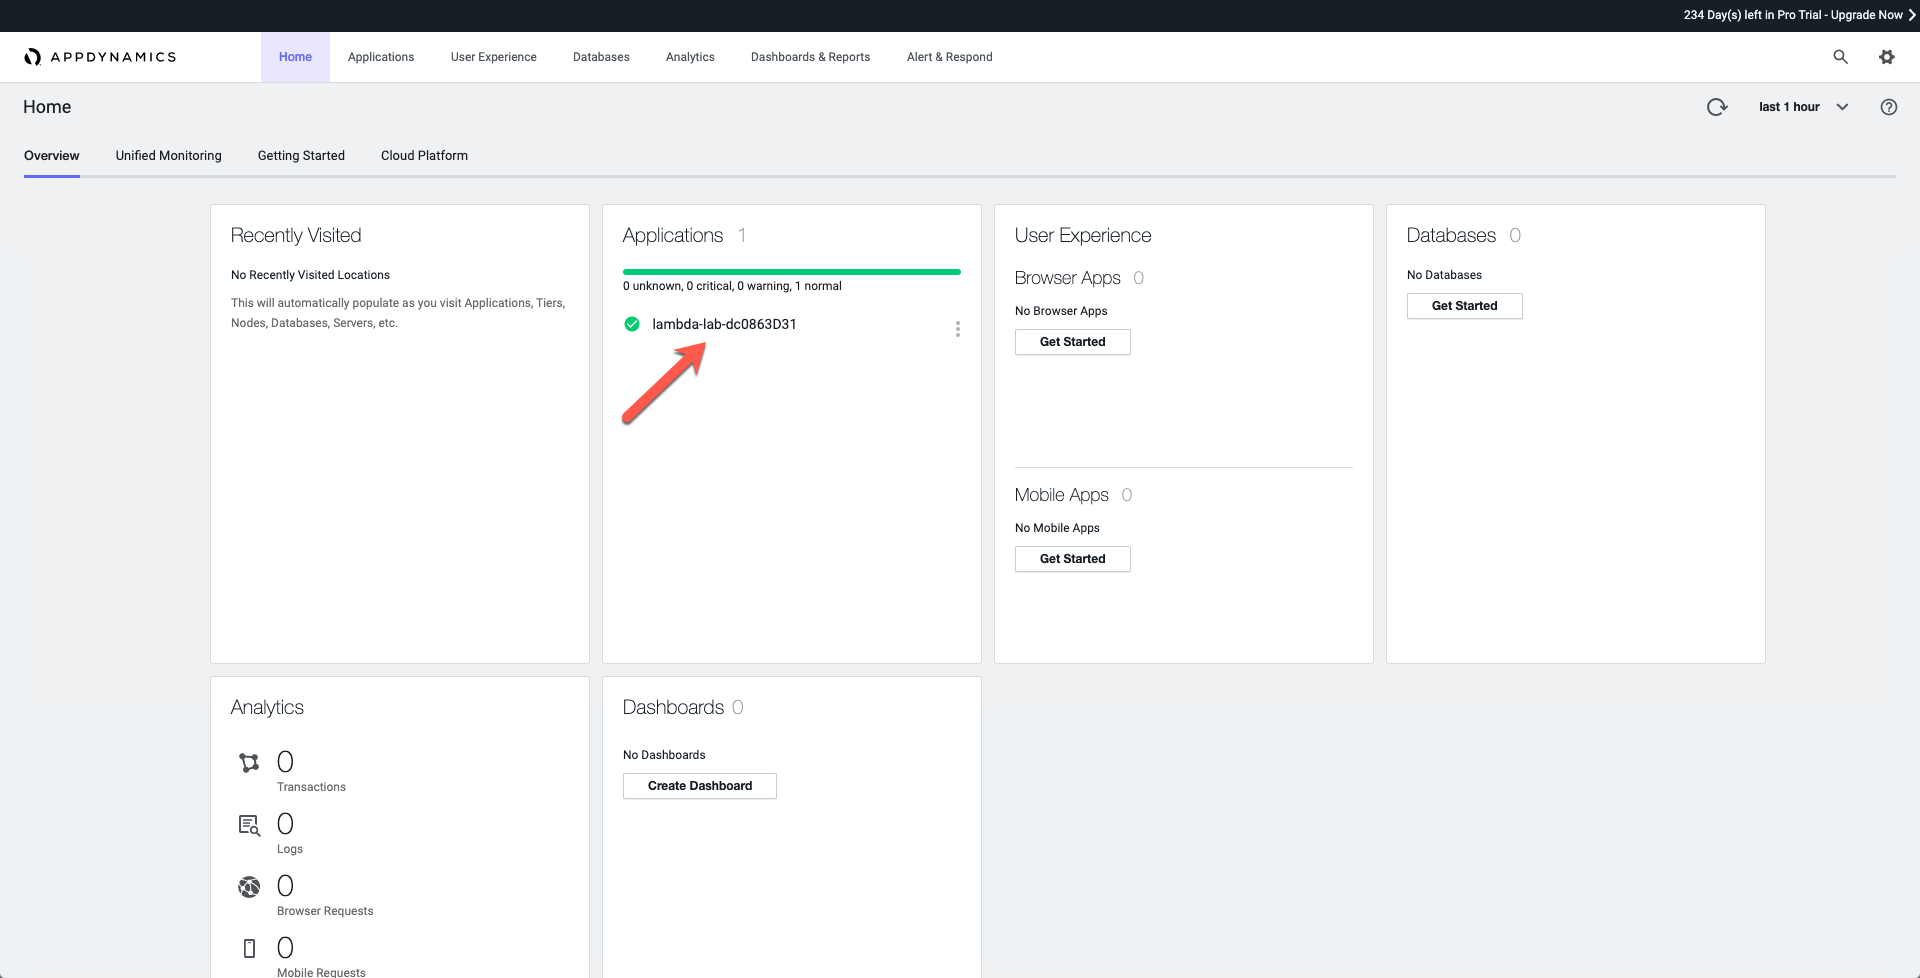 234 Day(s) left in Pro Trial - Upgrade Now
APPDYNAMICS
Home
Applications
User Experience
Databases
Analytics
Dashboards & Reports
Alert & Respond
Home
last 1 hour
Overview
Unified Monitoring
Getting Started
Cloud Platform
Recently Visited
No Recently Visited Locations
This will automatically populate as you visit Applications, Tiers,
Nodes, Databases, Servers, etc.
Applications 1
0 unknown, 0 critical, 0 warning, 1 normal
lambda-lab-dc0863D31
User Experience
Browser Apps 0
No Browser Apps
Get Started
Mobile Apps 0
No Mobile Apps
Get Started
Databases 0
No Databases
Get Started
Analytics
0
Transactions
0
Logs
0
Browser Requests
0
Mobile Requests
Dashboards 0
No Dashboards
Create Dashboard